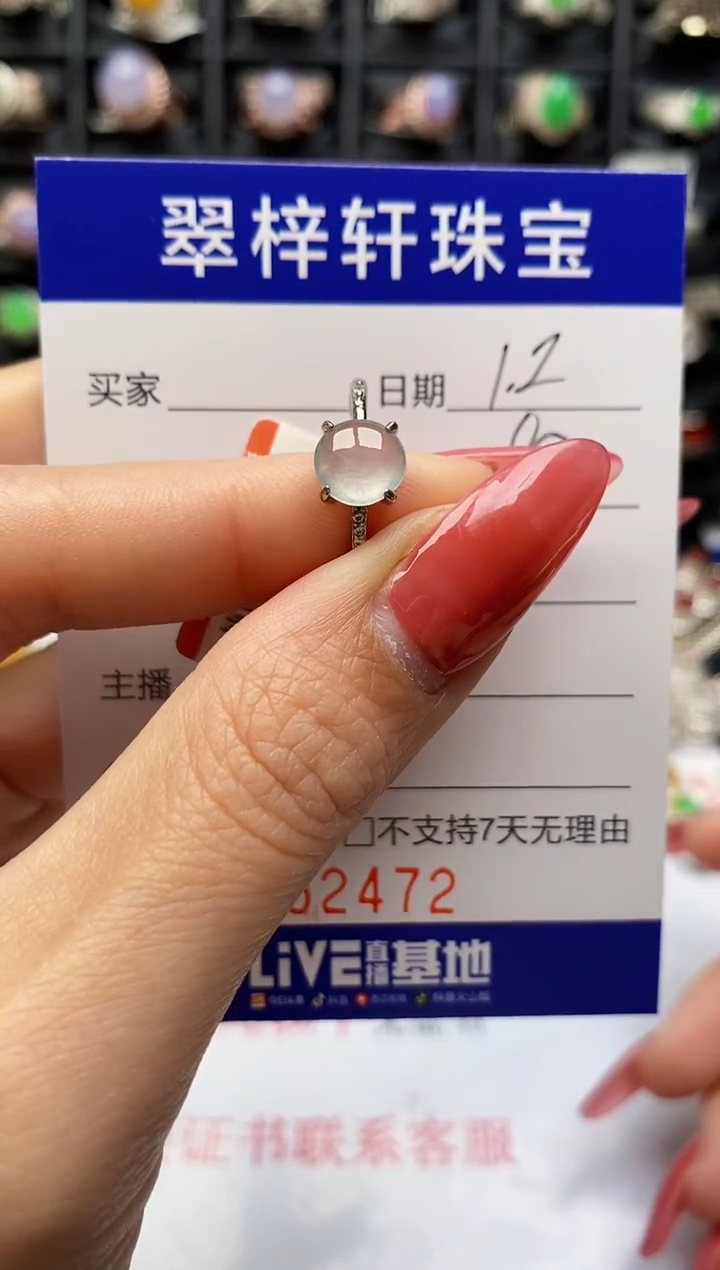 翠梓轩珠宝
买家 日期 1.2
主播
□不支持7天无理由
52472
LiVE直播基地
证书联系客服